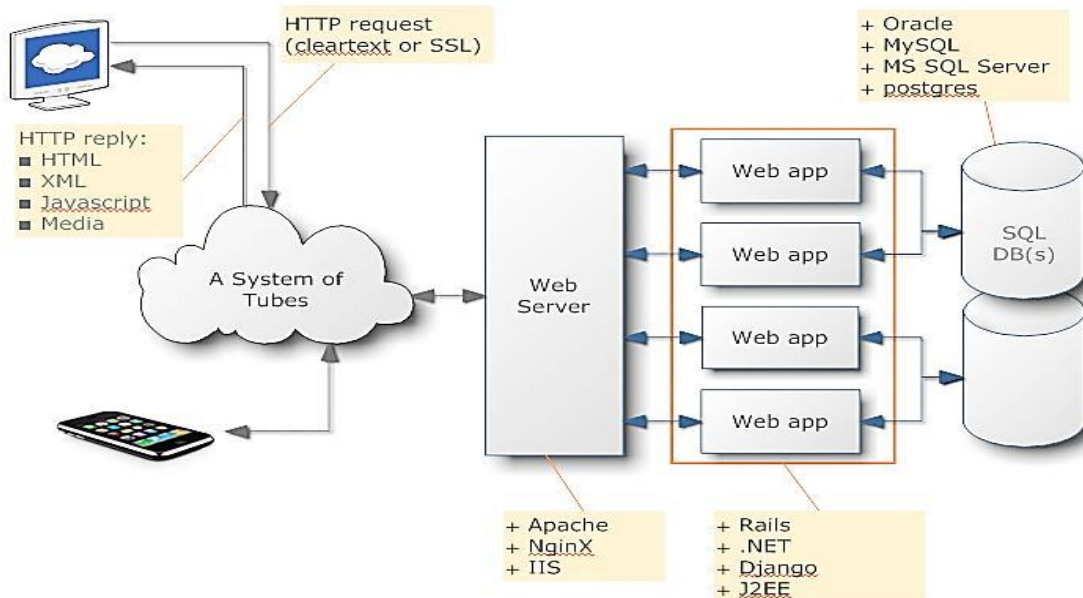 HTTP request
(cleartext or SSL)
+ Oracle
+ MySQL
+ MS SQL Server
+ postgres
HTTP reply:
■ HTML
■ XML
■ Javascript
■ Media
A System of
Tubes
Web
Server
Web app
Web app
Web app
Web app
SQL
DB(s)
+ Apache
+ NginX
+ IIS
+ Rails
+ .NET
+ Django
+ J2EE